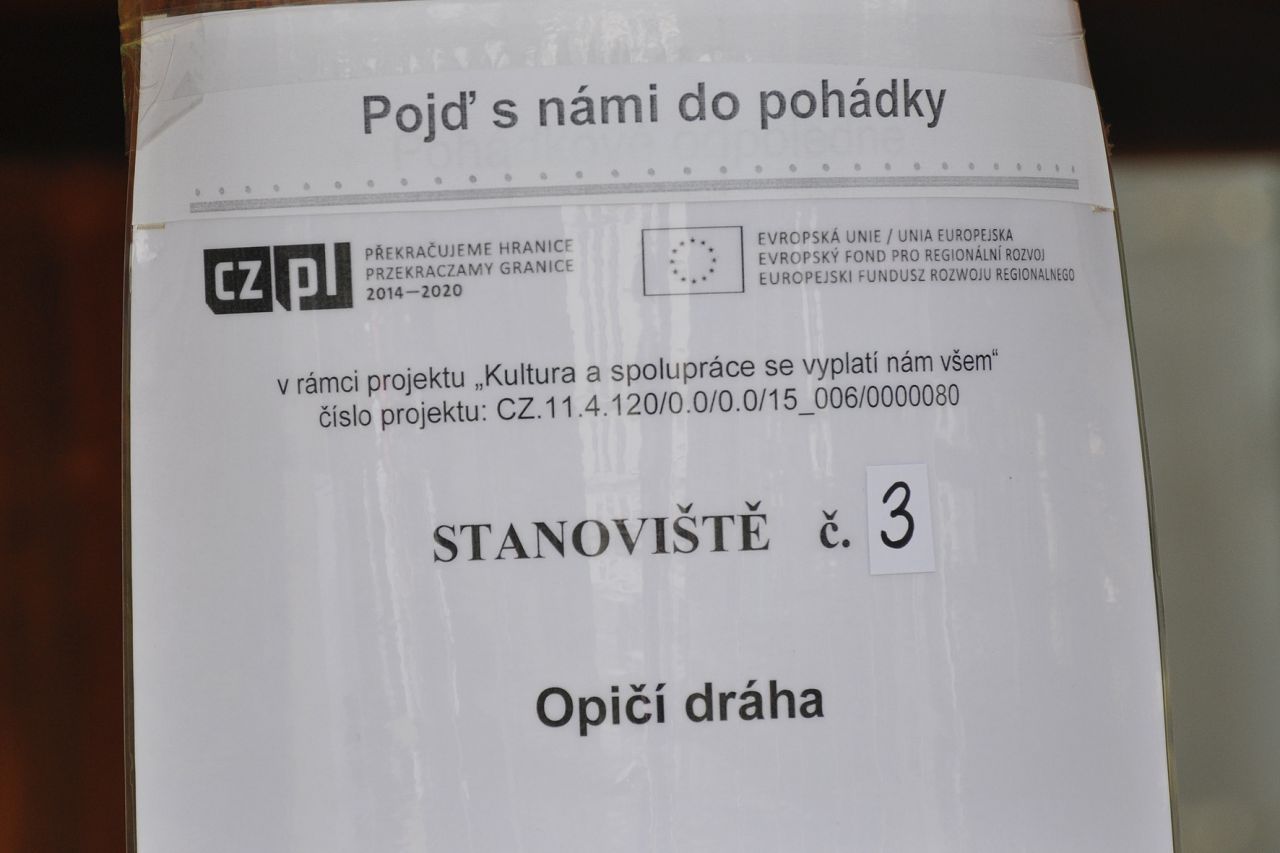 Pojď s námi do pohádky
Pohádkové odpoledne
cz pl
PŘEKRAČUJEME HRANICE
PRZEKRACZAMY GRANICE
2014—2020
EVROPSKÁ UNIE / UNIA EUROPEJSKA
EVROPSKÝ FOND PRO REGIONÁLNÍ ROZVOJ
EUROPEJSKI FUNDUSZ ROZWOJU REGIONALNEGO
v rámci projektu „Kultura a spolupráce se vyplatí nám všem“
číslo projektu: CZ.11.4.120/0.0/0.0/15_006/0000080
STANOVIŠTĚ č. 3
Opičí dráha